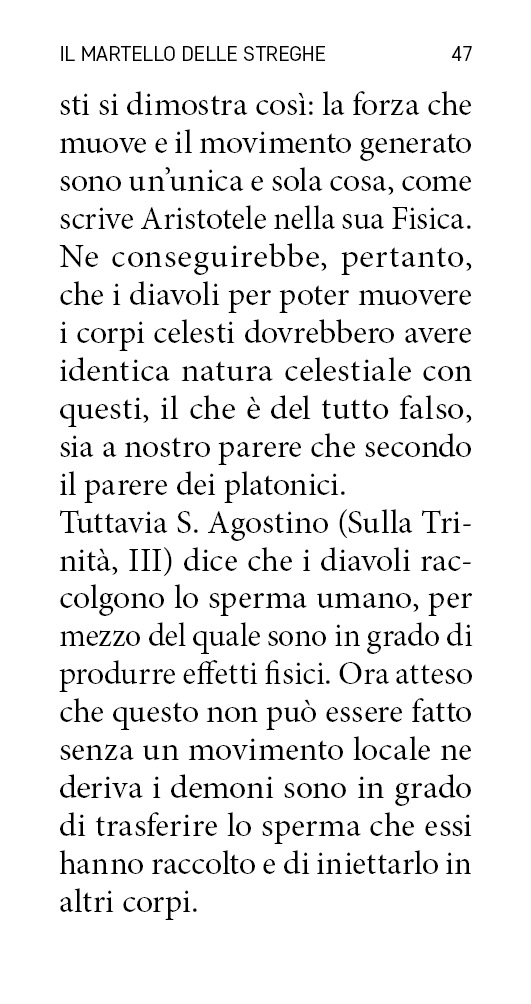 IL MARTELLO DELLE STREGHE 47
sti si dimostra così: la forza che
muove e il movimento generato
sono un’unica e sola cosa, come
scrive Aristotele nella sua Fisica.
Ne conseguirebbe, pertanto,
che i diavoli per poter muovere
i corpi celesti dovrebbero avere
identica natura celestiale con
questi, il che è del tutto falso,
sia a nostro parere che secondo
il parere dei platonici.
Tuttavia S. Agostino (Sulla Tri-
nità, III) dice che i diavoli rac-
colgono lo sperma umano, per
mezzo del quale sono in grado di
produrre effetti fisici. Ora atteso
che questo non può essere fatto
senza un movimento locale ne
deriva i demoni sono in grado
di trasferire lo sperma che essi
hanno raccolto e di iniettarlo in
altri corpi.